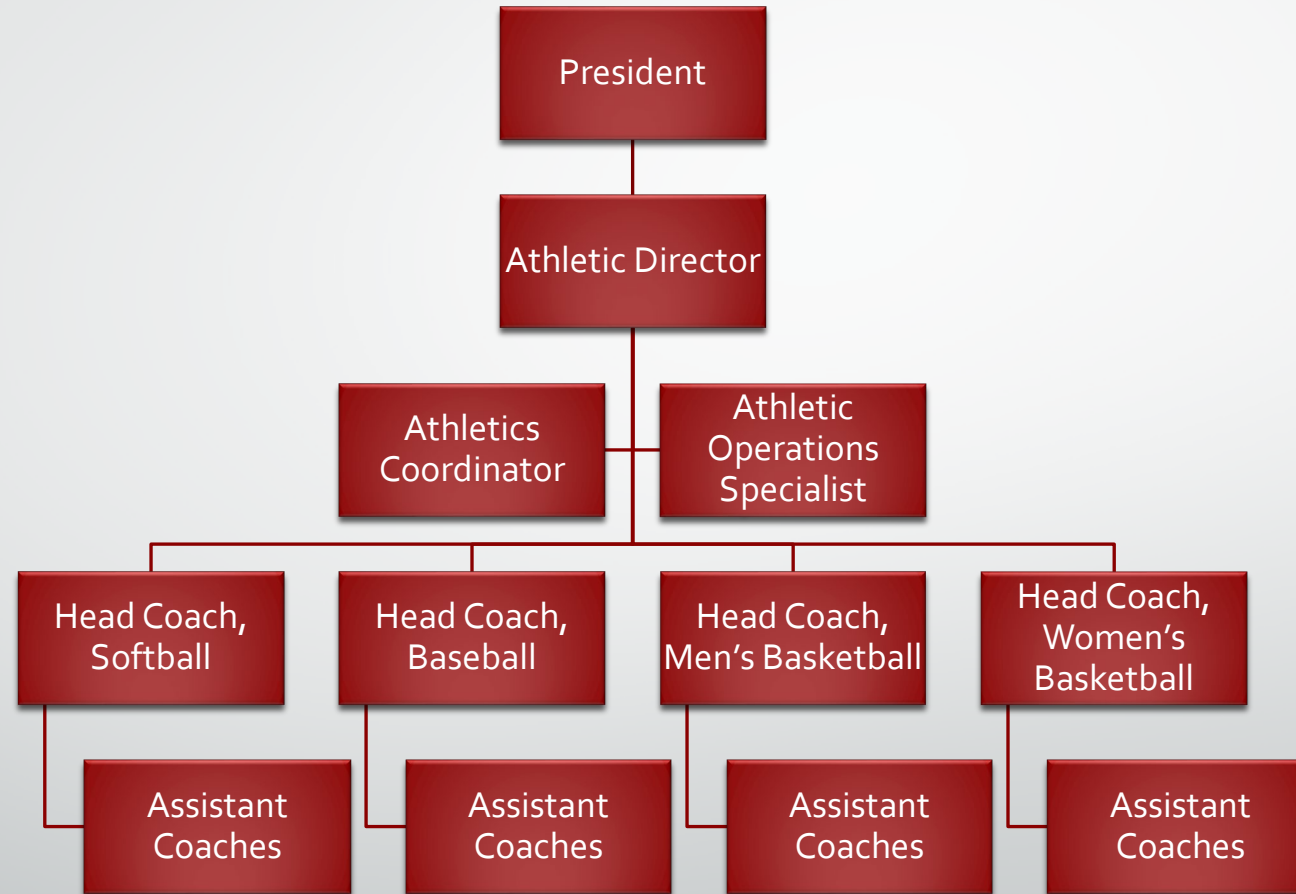 President
Athletic Director
Athletics
Coordinator
Athletic
Operations
Specialist
Head Coach,
Softball
Head Coach,
Baseball
Head Coach,
Men’s Basketball
Head Coach,
Women’s
Basketball
Assistant
Coaches
Assistant
Coaches
Assistant
Coaches
Assistant
Coaches